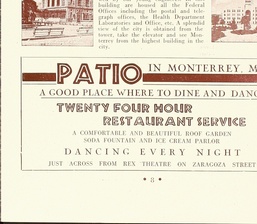 building are housed all the Federal
Offices including the postal and tele-
graph offices, the Health Department
Laboratories and Office, etc. A splendid
view of the city is obtained from the
tower, take the elevator and see Mon-
terrey from the highest building in the
city.
PATIO IN MONTERREY, M
A GOOD PLACE WHERE TO DINE AND DANC
TWENTY FOUR HOUR
RESTAURANT SERVICE
A COMFORTABLE AND BEAUTIFUL ROOF GARDEN
SODA FOUNTAIN AND ICE CREAM PARLOR
DANCING EVERY NIGHT
JUST ACROSS FROM REX THEATRE ON ZARAGOZA STREET
• 8 •